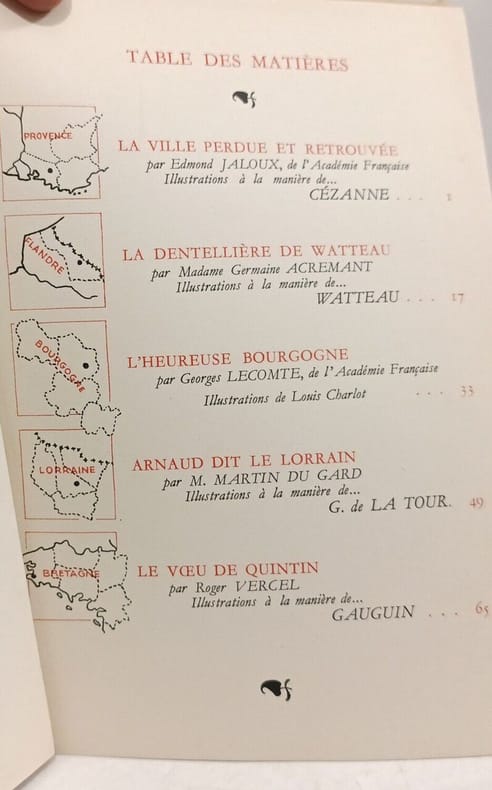 TABLE DES MATIÈRES
PROVENCE
LA VILLE PERDUE ET RETROUVÉE
par Edmond JALOUX, de l'Académie Française
Illustrations à la manière de...
CÉZANNE . . . 1
FLANDRE
LA DENTELLIÈRE DE WATTEAU
par Madame Germaine ACREMANT
Illustrations à la manière de...
WATTEAU . . . 17
BOURGOGNE
L'HEUREUSE BOURGOGNE
par Georges LECOMTE, de l'Académie Française
Illustrations de Louis Charlot . . . 33
LORRAINE
ARNAUD DIT LE LORRAIN
par M. MARTIN DU GARD
Illustrations à la manière de...
G. de LA TOUR. 49
BRETAGNE
LE VŒU DE QUINTIN
par Roger VERCEL
Illustrations à la manière de...
GAUGUIN . . . 65